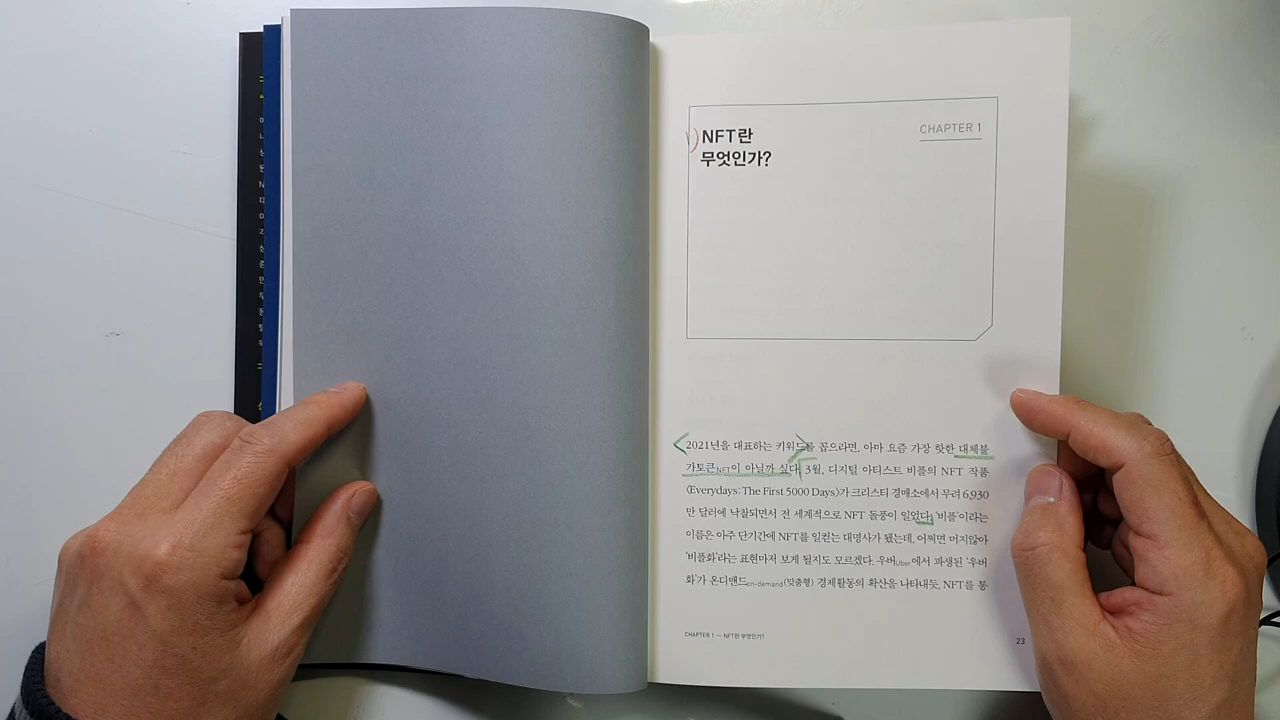 1) NFT란
무엇인가?
CHAPTER 1
2021년을 대표하는 키워드를 꼽으라면, 아마 요즘 가장 핫한 대체불
가토큰NFT이 아닐까 싶다. 3월, 디지털 아티스트 비플의 NFT 작품
《Everydays: The First 5000 Days》가 크리스티 경매소에서 무려 6,930
만 달러에 낙찰되면서 전 세계적으로 NFT 돌풍이 일었다. '비플'이라는
이름은 아주 단기간에 NFT를 일컫는 대명사가 됐는데, 어쩌면 머지않아
'비플화'라는 표현마저 보게 될지도 모르겠다. 우버Uber에서 파생된 '우버
화'가 온디맨드on-demand(맞춤형) 경제활동의 확산을 나타내듯, NFT를 통
CHAPTER 1 — NFT란 무엇인가?
23